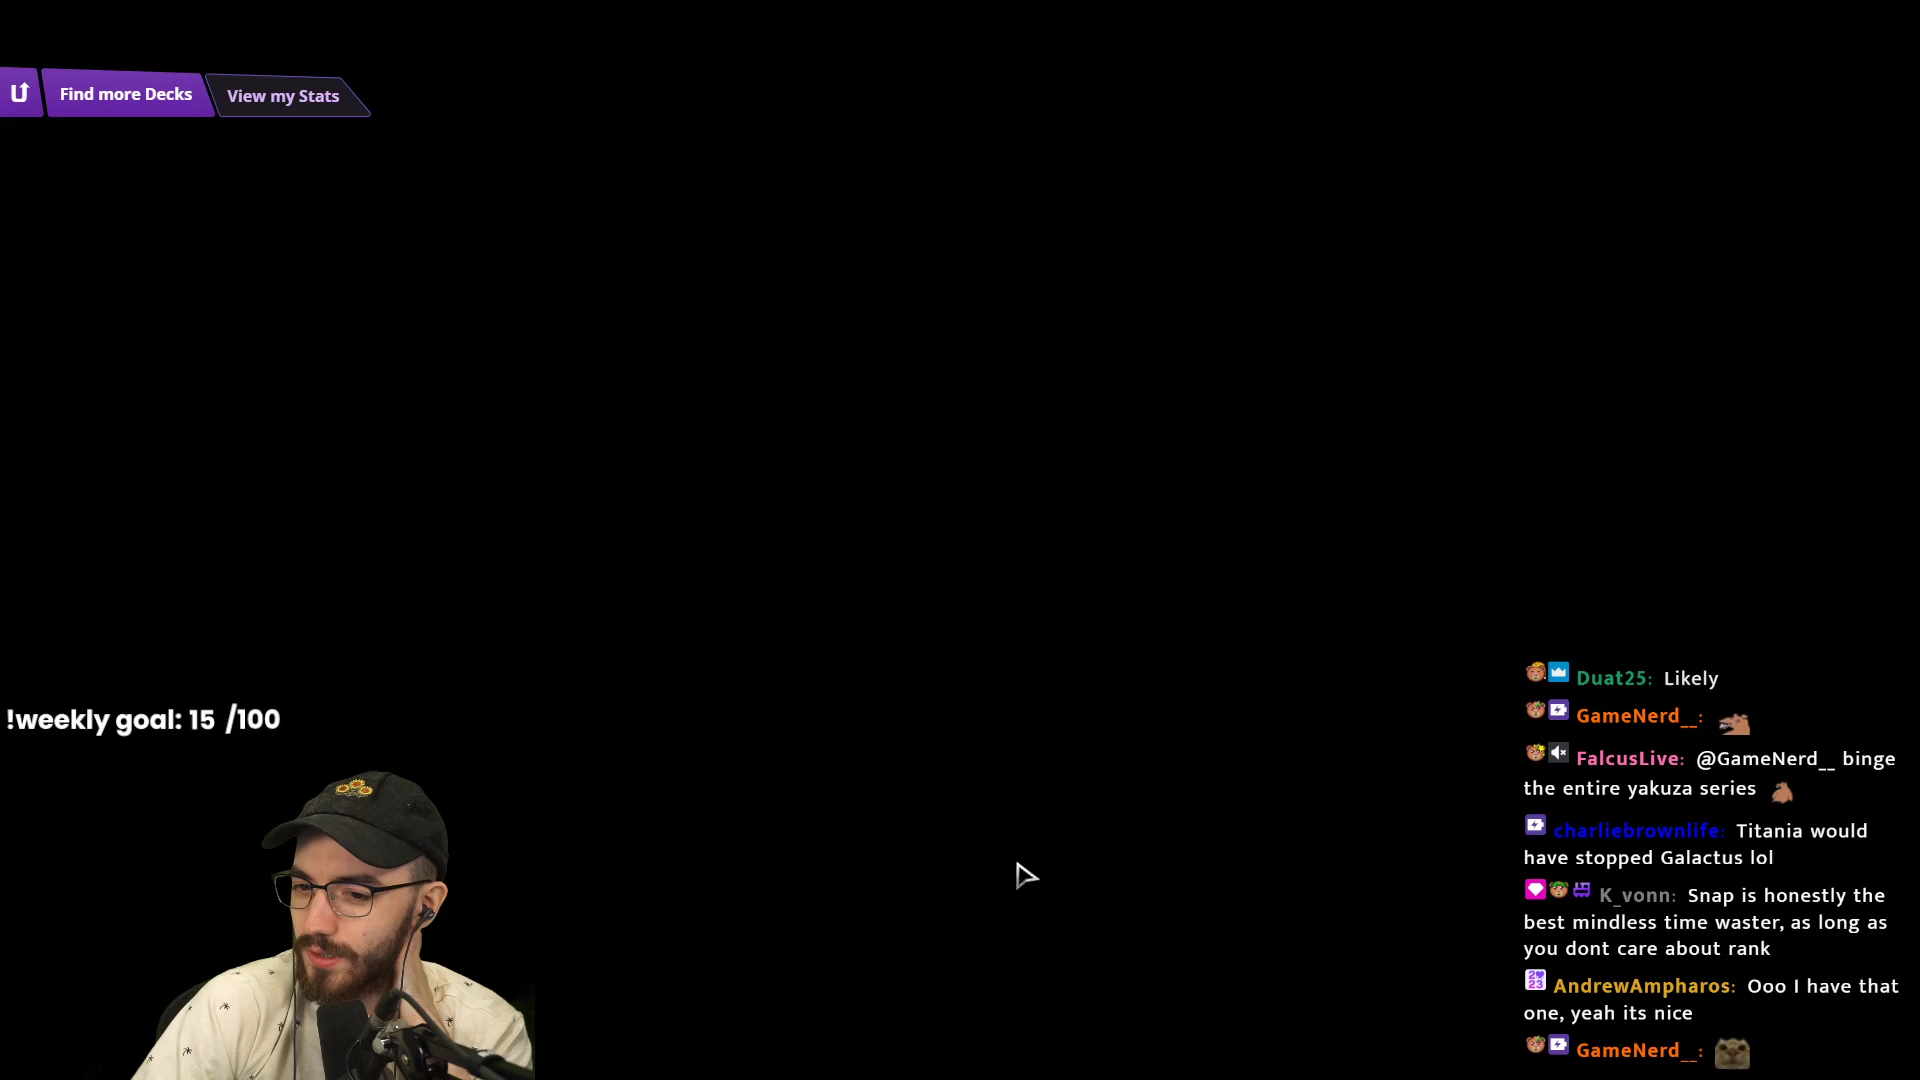 Find more Decks
View my Stats
!weekly goal: 15 /100
Duat25: Likely
GameNerd__:
FalcusLive: @GameNerd__ binge
the entire yakuza series
charliebrownlife: Titania would
have stopped Galactus lol
K_vonn: Snap is honestly the
best mindless time waster, as long as
you dont care about rank
AndrewAmpharos: Ooo I have that
one, yeah its nice
GameNerd__: